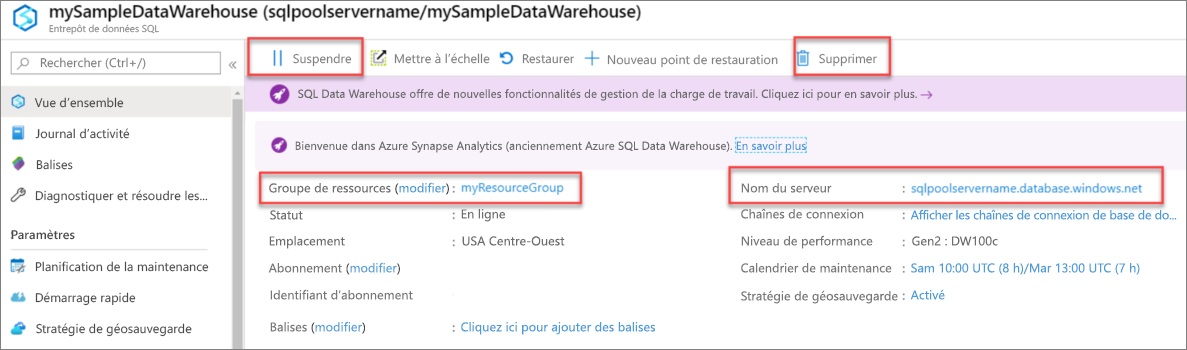 mySampleDataWarehouse (sqlpoolservername/mySampleDataWarehouse)
Entrepôt de données SQL
Rechercher (Ctrl+/)
«
Suspendre
Mettre à l'échelle
Restaurer
Nouveau point de restauration
Supprimer
Vue d'ensemble
Journal d'activité
Balises
Diagnostiquer et résoudre les...
Paramètres
Planification de la maintenance
Démarrage rapide
Stratégie de géosauvegarde
SQL Data Warehouse offre de nouvelles fonctionnalités de gestion de la charge de travail. Cliquez ici pour en savoir plus. →
Bienvenue dans Azure Synapse Analytics (anciennement Azure SQL Data Warehouse). En savoir plus
Groupe de ressources (modifier) : myResourceGroup
Statut : En ligne
Emplacement : USA Centre-Ouest
Abonnement (modifier)
Identifiant d'abonnement
Balises (modifier) : Cliquez ici pour ajouter des balises
Nom du serveur : sqlpoolservername.database.windows.net
Chaînes de connexion : Afficher les chaînes de connexion de base de do...
Niveau de performance : Gen2 : DW100c
Calendrier de maintenance : Sam 10:00 UTC (8 h)/Mar 13:00 UTC (7 h)
Stratégie de géosauvegarde : Activé